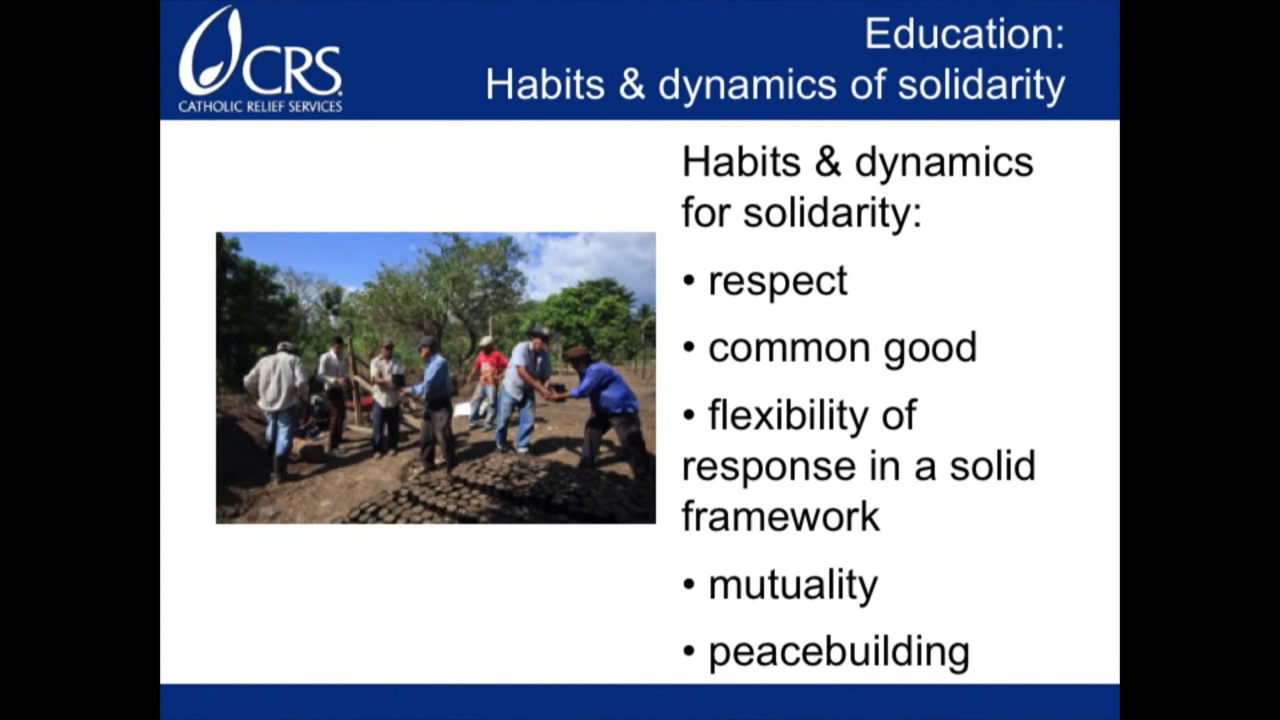 CRS
CATHOLIC RELIEF SERVICES
Education:
Habits & dynamics of solidarity
Habits & dynamics
for solidarity:
• respect
• common good
• flexibility of
response in a solid
framework
• mutuality
• peacebuilding